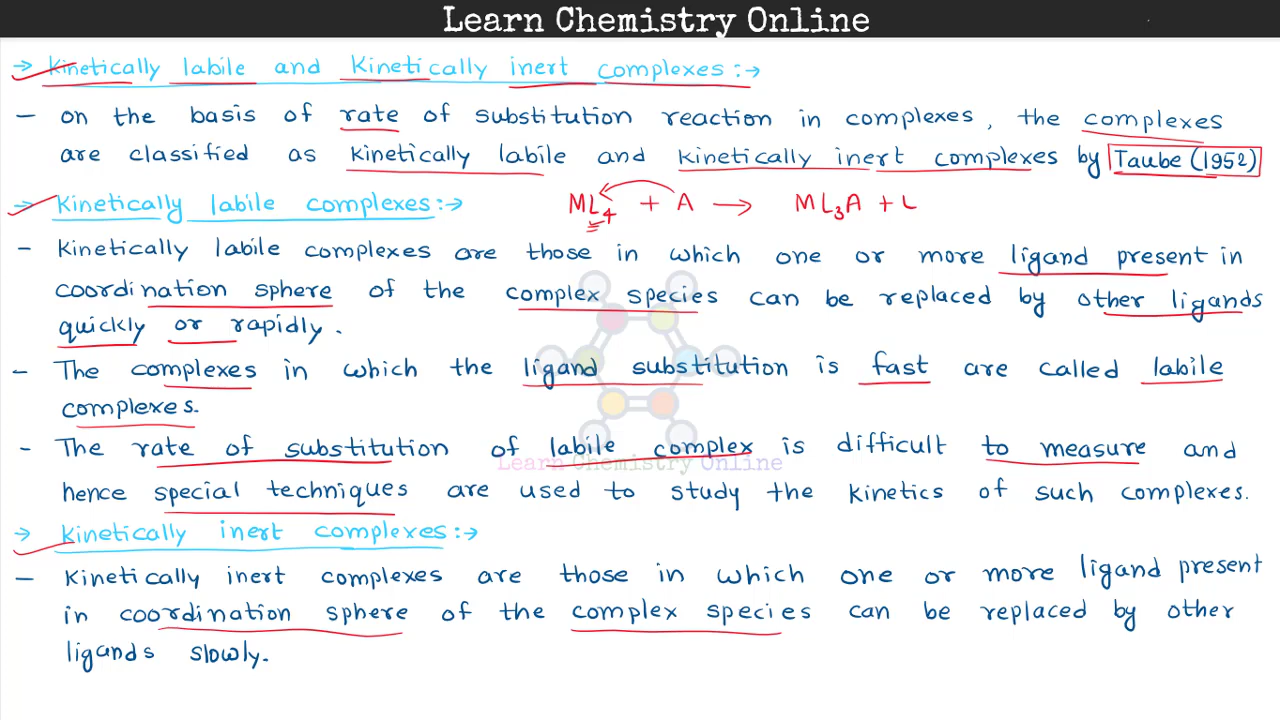 Learn Chemistry Online
→ Kinetically labile and Kinetically inert complexes :→
- on the basis of rate of substitution reaction in complexes, the complexes
are classified as kinetically labile and kinetically inert complexes by Taube (1952)
→ Kinetically labile complexes :→ ML₄ + A → ML₃A + L
- Kinetically labile complexes are those in which one or more ligand present in
coordination sphere of the complex species can be replaced by other ligands
quickly or rapidly.
- The complexes in which the ligand substitution is fast are called labile
complexes.
- The rate of substitution of labile complex is difficult to measure and
Learn Chemistry Online
hence special techniques are used to study the kinetics of such complexes.
→ Kinetically inert complexes :→
- Kinetically inert complexes are those in which one or more ligand present
in coordination sphere of the complex species can be replaced by other
ligands slowly.